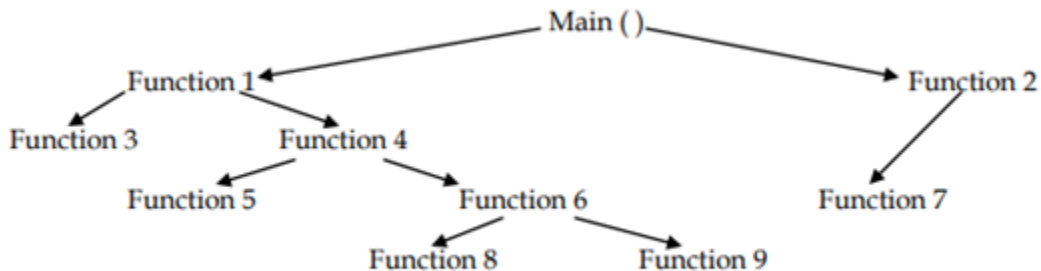 Main ( )
Function 1
Function 2
Function 3
Function 4
Function 5
Function 6
Function 7
Function 8
Function 9